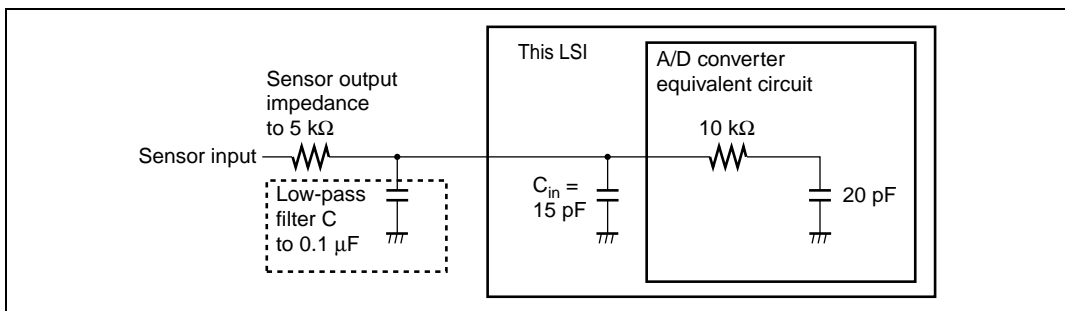 This LSI
A/D converter
equivalent circuit
Sensor output
impedance
to 5 kΩ
10 kΩ
Sensor input
Low-pass
filter C
to 0.1 μF
Cin =
15 pF
20 pF